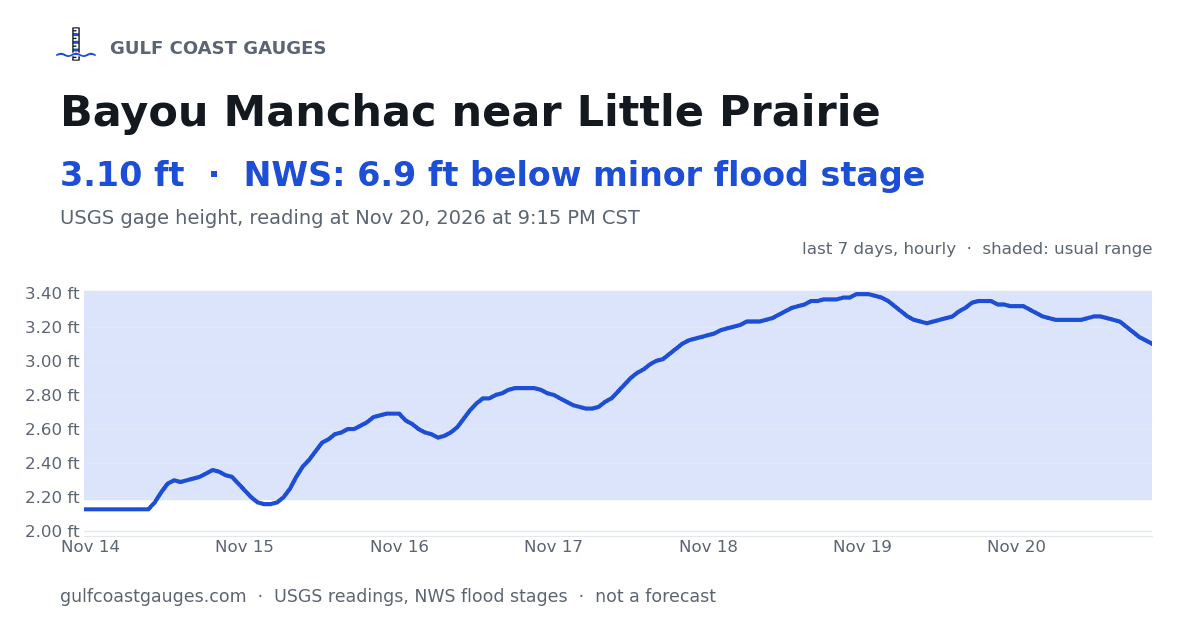 GULF COAST GAUGES
Bayou Manchac near Little Prairie
3.10 ft · NWS: 6.9 ft below minor flood stage
USGS gage height, reading at Nov 20, 2026 at 9:15 PM CST
last 7 days, hourly · shaded: usual range
3.40 ft
3.20 ft
3.00 ft
2.80 ft
2.60 ft
2.40 ft
2.20 ft
2.00 ft
Nov 14 Nov 15 Nov 16 Nov 17 Nov 18 Nov 19 Nov 20
gulfcoastgauges.com · USGS readings, NWS flood stages · not a forecast